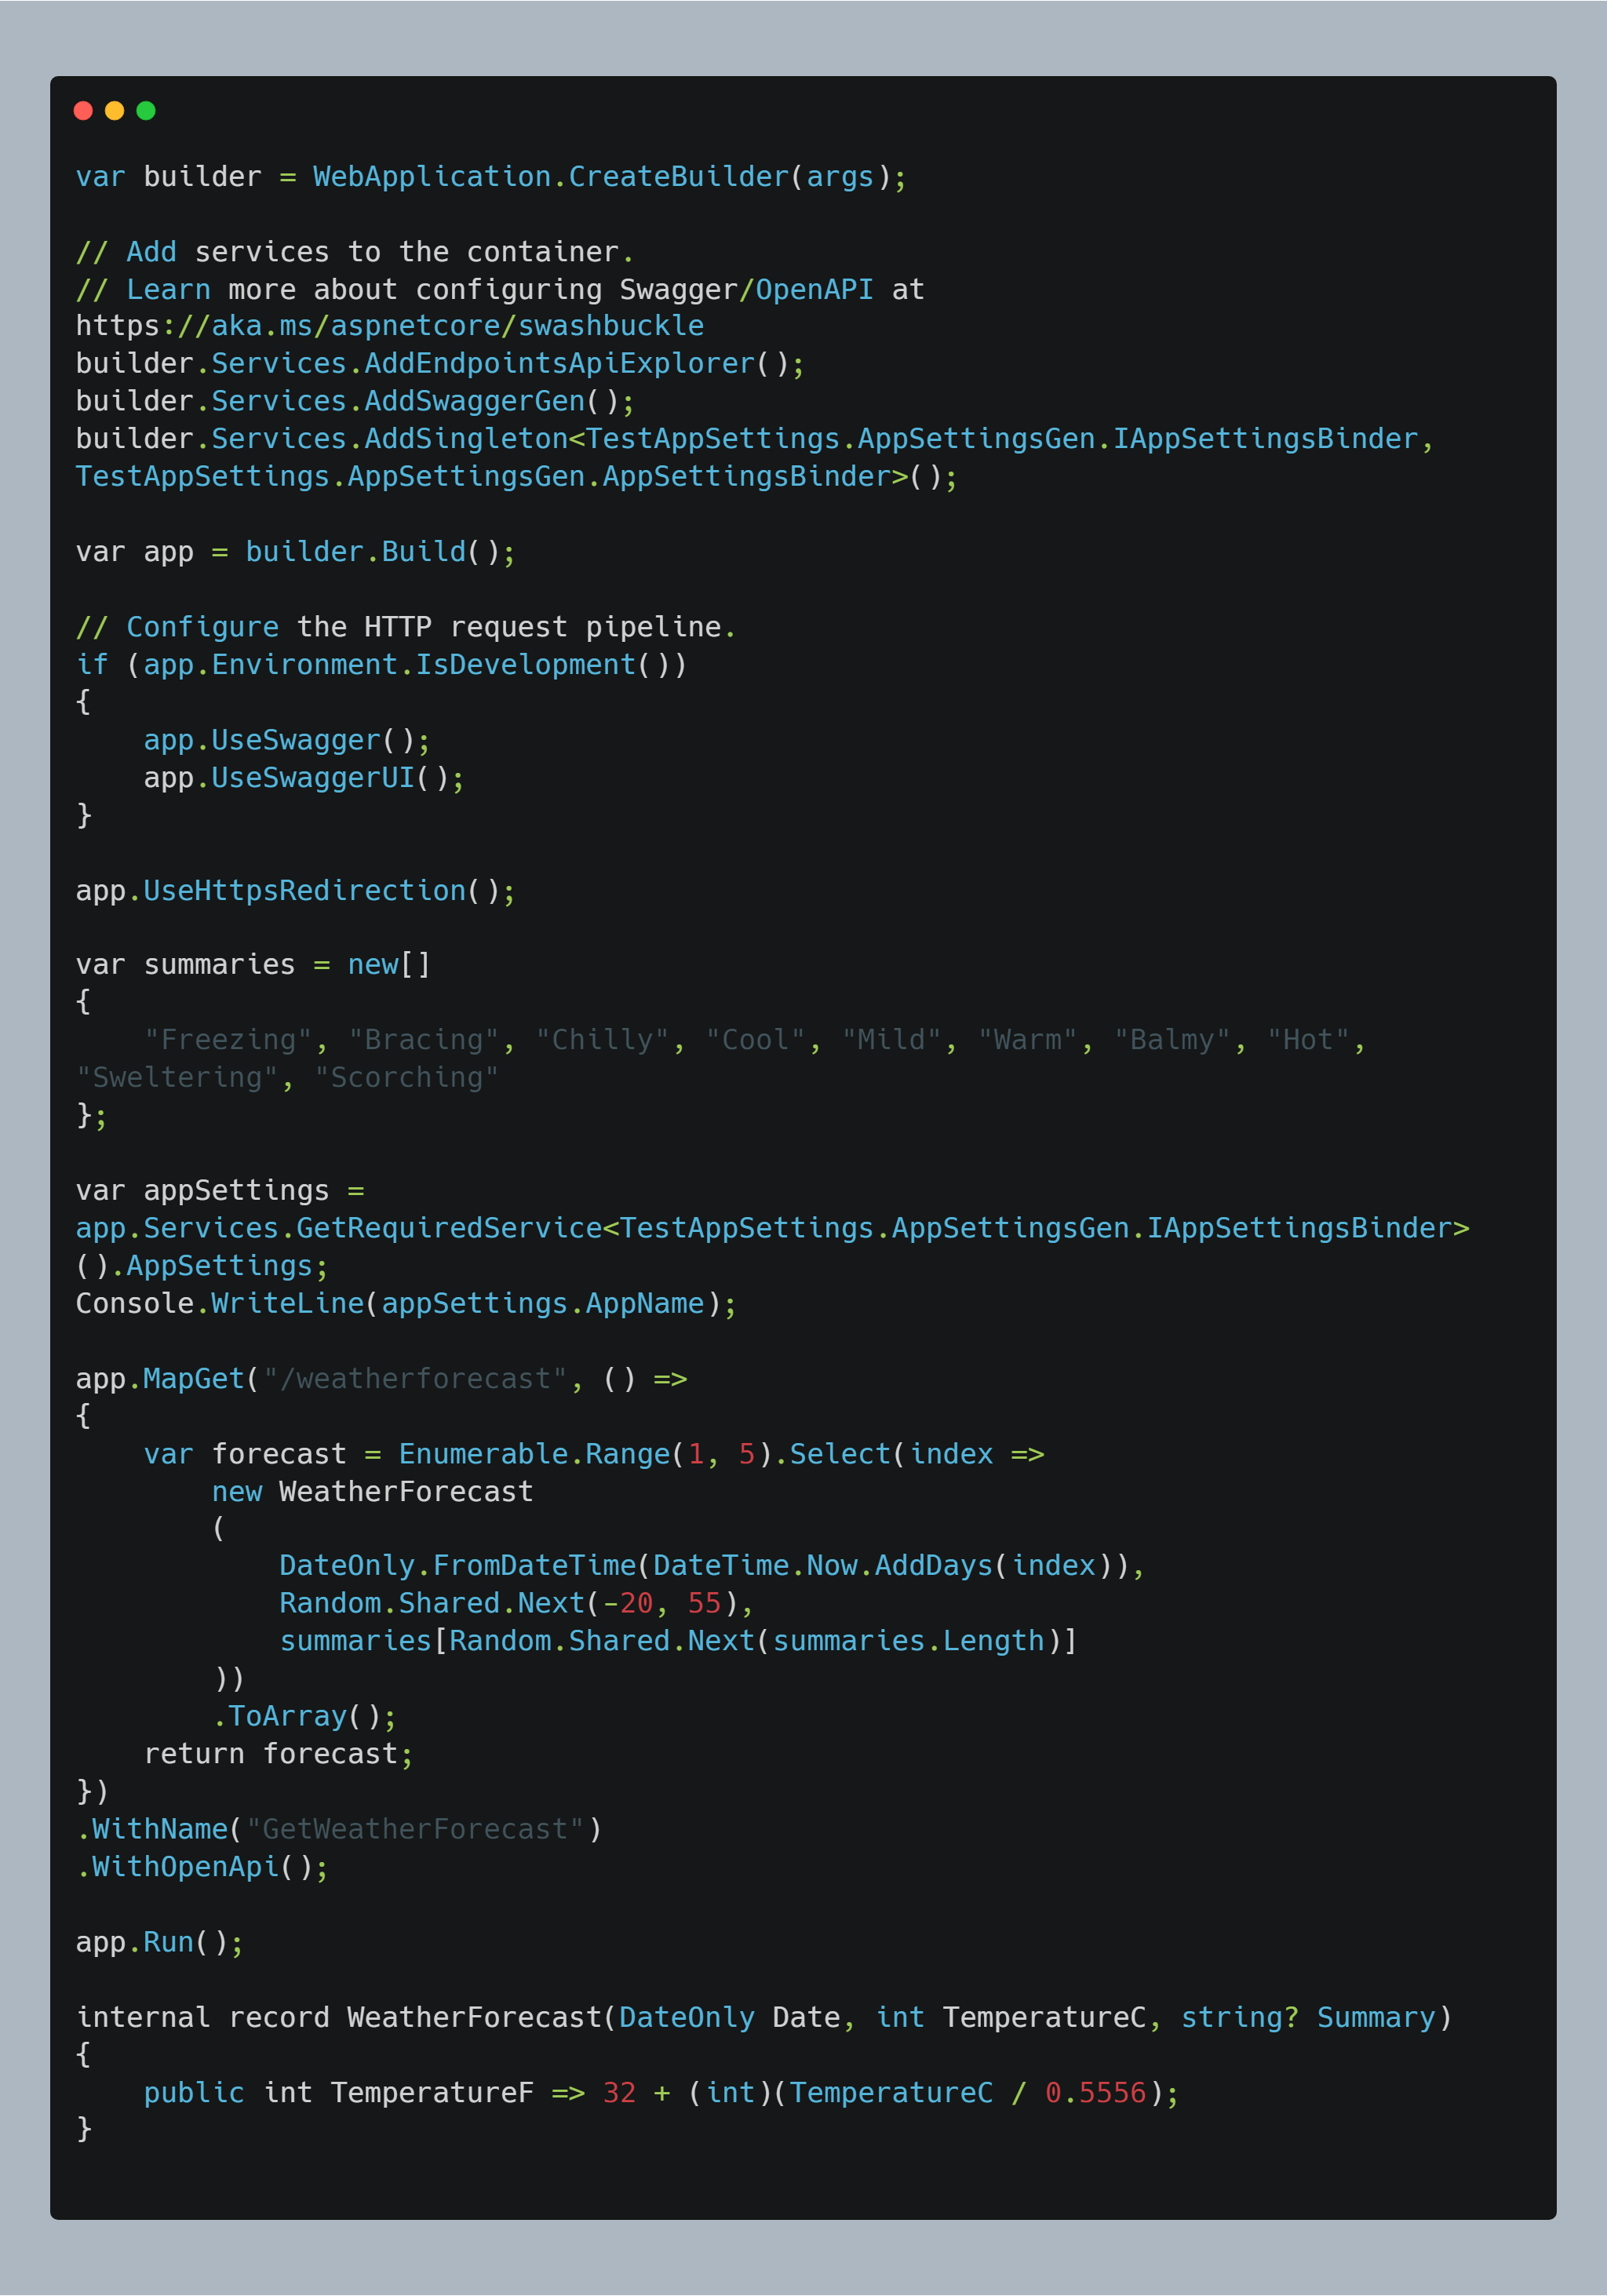 var builder = WebApplication.CreateBuilder(args);

// Add services to the container.
// Learn more about configuring Swagger/OpenAPI at
https://aka.ms/aspnetcore/swashbuckle
builder.Services.AddEndpointsApiExplorer();
builder.Services.AddSwaggerGen();
builder.Services.AddSingleton<TestAppSettings.AppSettingsGen.IAppSettingsBinder,
TestAppSettings.AppSettingsGen.AppSettingsBinder>();

var app = builder.Build();

// Configure the HTTP request pipeline.
if (app.Environment.IsDevelopment())
{
    app.UseSwagger();
    app.UseSwaggerUI();
}

app.UseHttpsRedirection();

var summaries = new[]
{
    "Freezing", "Bracing", "Chilly", "Cool", "Mild", "Warm", "Balmy", "Hot",
"Sweltering", "Scorching"
};

var appSettings =
app.Services.GetRequiredService<TestAppSettings.AppSettingsGen.IAppSettingsBinder>
().AppSettings;
Console.WriteLine(appSettings.AppName);

app.MapGet("/weatherforecast", () =>
{
    var forecast = Enumerable.Range(1, 5).Select(index =>
        new WeatherForecast
        (
            DateOnly.FromDateTime(DateTime.Now.AddDays(index)),
            Random.Shared.Next(-20, 55),
            summaries[Random.Shared.Next(summaries.Length)]
        ))
        .ToArray();
    return forecast;
})
.WithName("GetWeatherForecast")
.WithOpenApi();

app.Run();

internal record WeatherForecast(DateOnly Date, int TemperatureC, string? Summary)
{
    public int TemperatureF => 32 + (int)(TemperatureC / 0.5556);
}